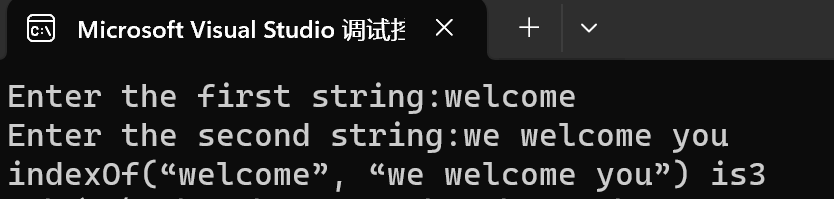 Microsoft Visual Studio 调试
Enter the first string:welcome
Enter the second string:we welcome you
indexOf(“welcome”, “we welcome you”) is3